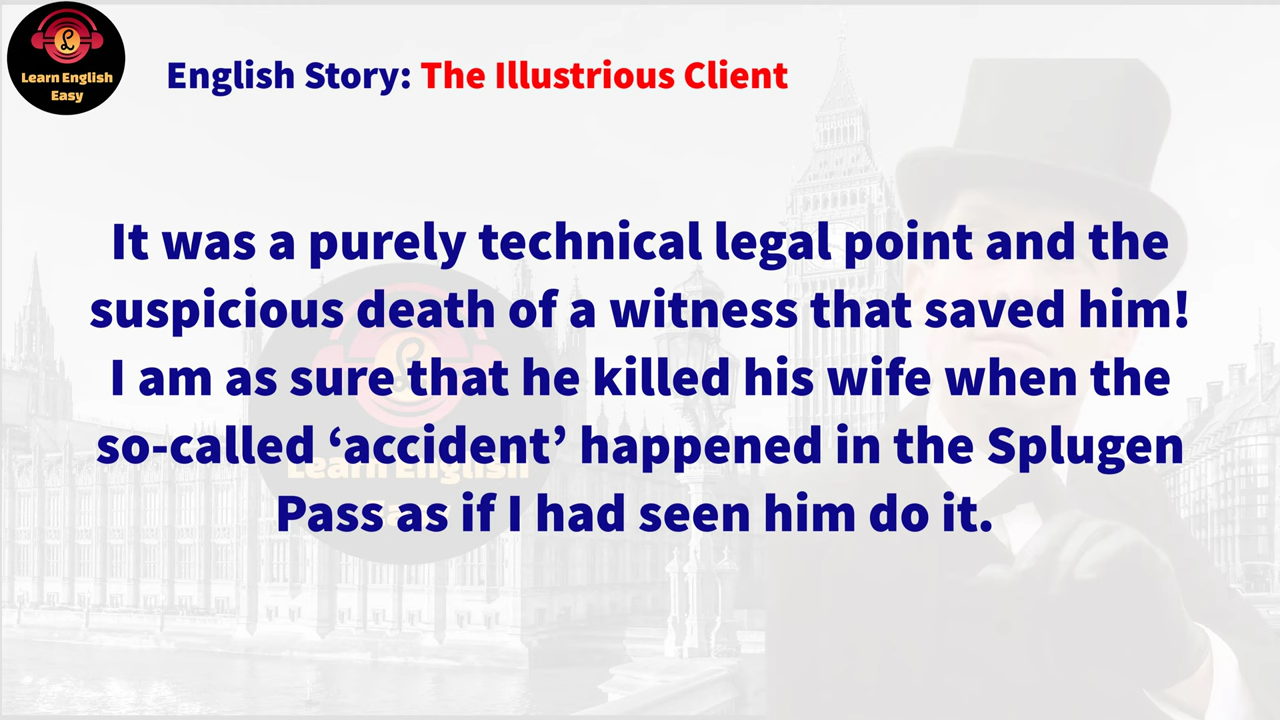 Learn English
Easy
English Story: The Illustrious Client
It was a purely technical legal point and the
suspicious death of a witness that saved him!
I am as sure that he killed his wife when the
so-called ‘accident’ happened in the Splugen
Pass as if I had seen him do it.
Learn English